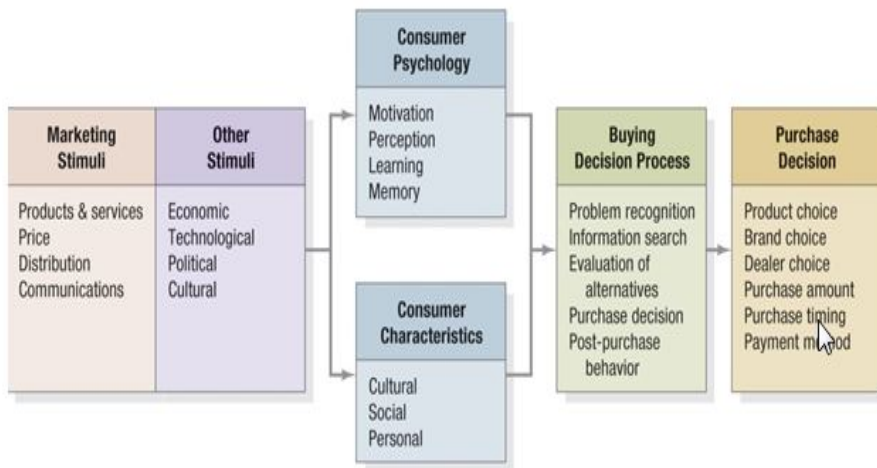 Marketing
Stimuli
Products & services
Price
Distribution
Communications
Other
Stimuli
Economic
Technological
Political
Cultural
Consumer
Psychology
Motivation
Perception
Learning
Memory
Consumer
Characteristics
Cultural
Social
Personal
Buying
Decision Process
Problem recognition
Information search
Evaluation of
alternatives
Purchase decision
Post-purchase
behavior
Purchase
Decision
Product choice
Brand choice
Dealer choice
Purchase amount
Purchase timing
Payment method